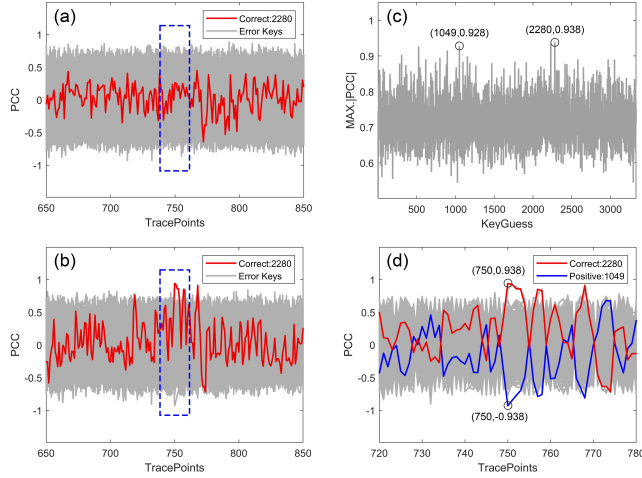 (a)
Correct:2280
Error Keys
1
0.5
0
-0.5
-1
PCC
650
700
750
800
850
TracePoints
(c)
(1049,0.928)
(2280,0.938)
1
0.9
0.8
0.7
0.6
MAX.|PCC|
1000
2000
3000
KeyGuess
(b)
Correct:2280
Error Keys
1
0.5
0
-0.5
-1
PCC
650
700
750
800
850
TracePoints
(d)
Correct:2280
Positive:1049
(750,0.938)
1
0.5
0
-0.5
-1
PCC
(750,-0.938)
720
730
740
750
760
770
780
TracePoints